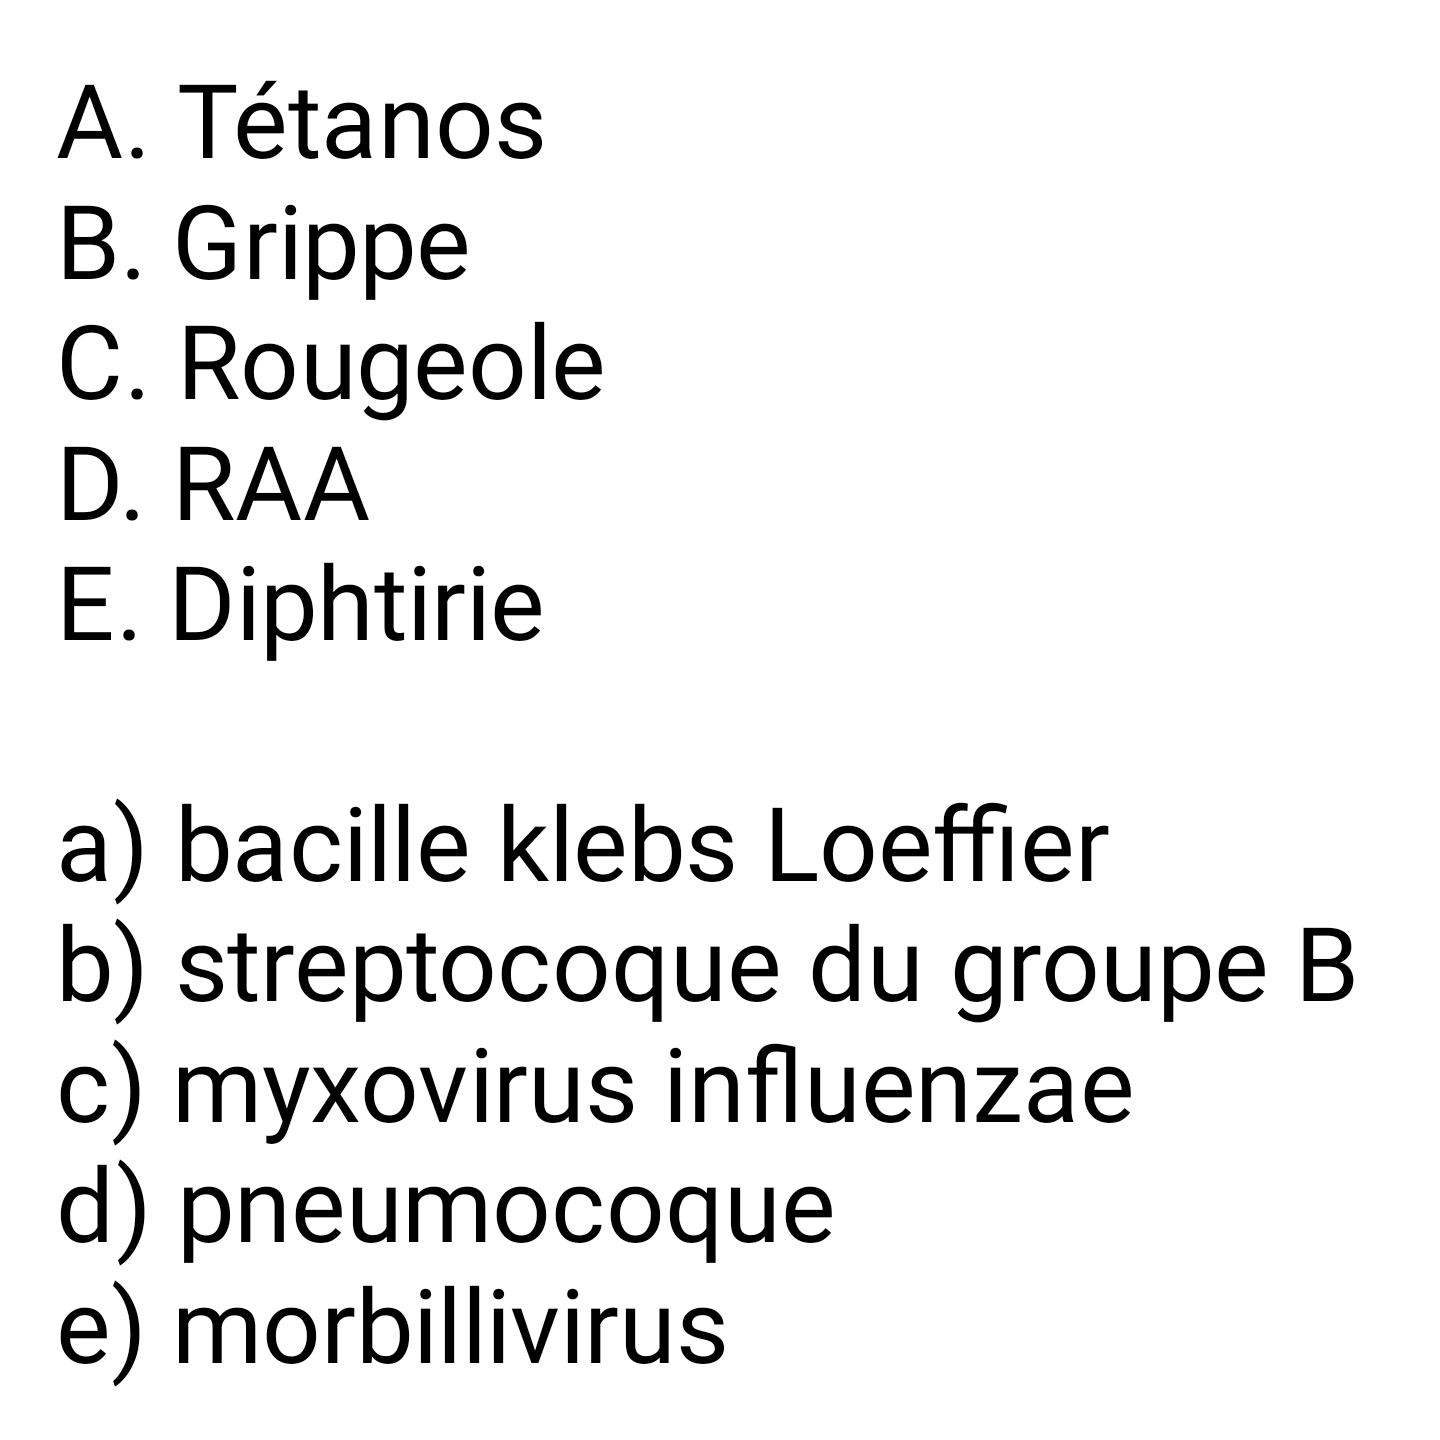 A. Tétanos
B. Grippe
C. Rougeole
D. RAA
E. Diphtirie
a) bacille klebs Loeffier
b) streptocoque du groupe B
c) myxovirus influenzae
d) pneumocoque
e) morbillivirus